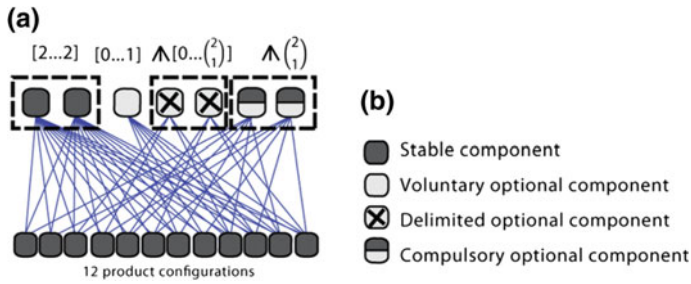 (a)
[2...2] [0...1] ⩚[0...(2 1)] ⩚(2 1)
12 product configurations
(b)
Stable component
Voluntary optional component
Delimited optional component
Compulsory optional component